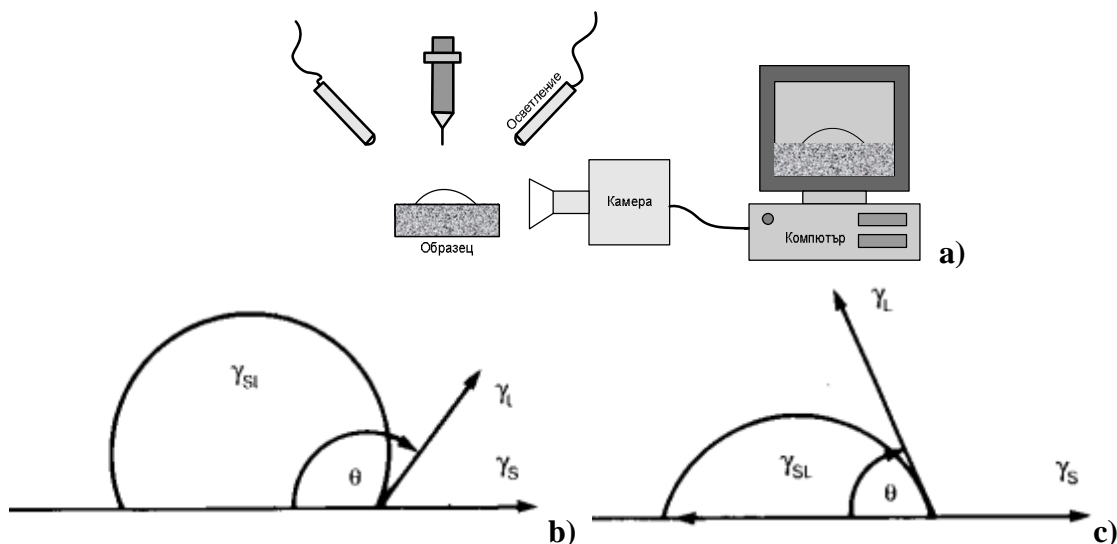 Осветление
Камера
Образец
Компютър
a)
γSl
γL
γS
θ
b)
γL
γSL
γS
θ
c)